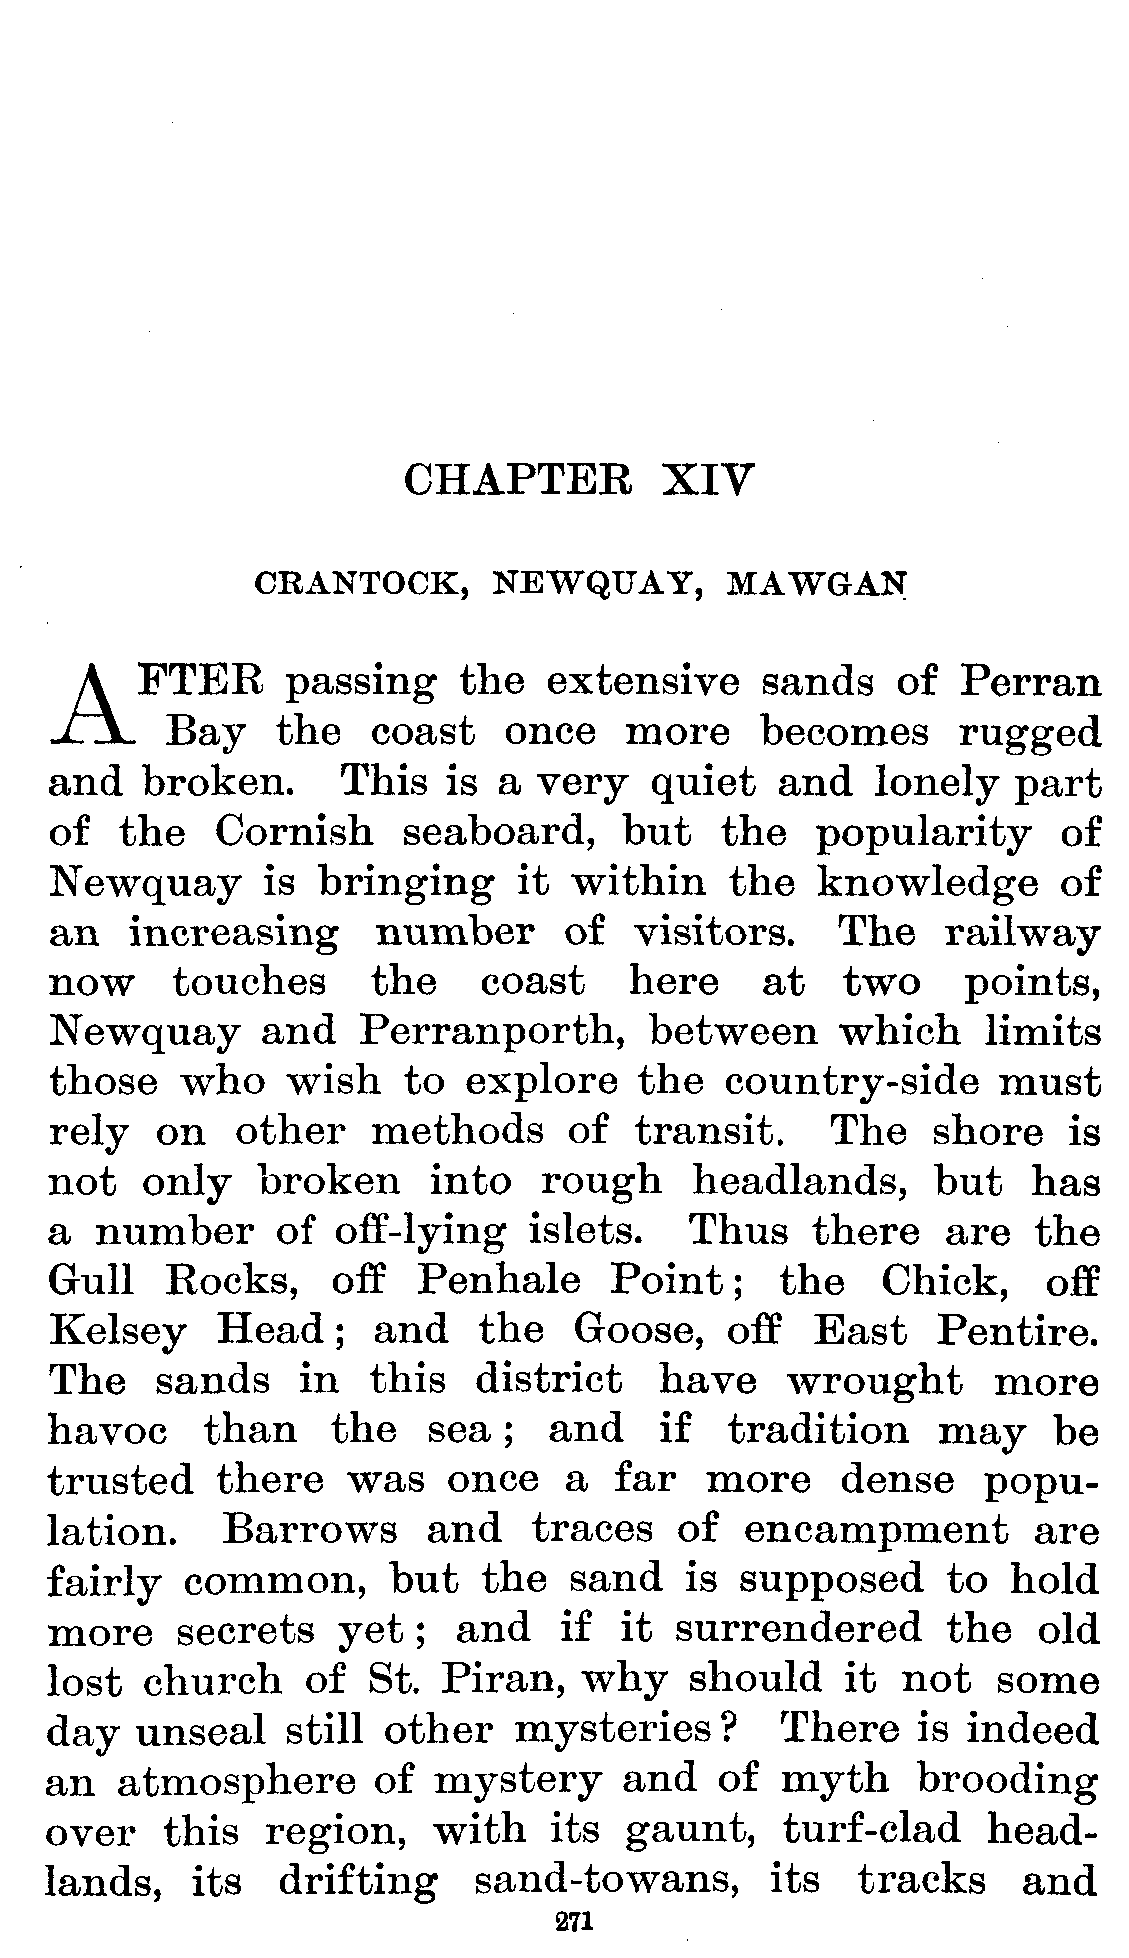 CHAPTER XIV
CRANTOCK, NEWQUAY, MAWGAN
AFTER passing the extensive sands of Perran
Bay the coast once more becomes rugged
and broken. This is a very quiet and lonely part
of the Cornish seaboard, but the popularity of
Newquay is bringing it within the knowledge of
an increasing number of visitors. The railway
now touches the coast here at two points,
Newquay and Perranporth, between which limits
those who wish to explore the country-side must
rely on other methods of transit. The shore is
not only broken into rough headlands, but has
a number of off-lying islets. Thus there are the
Gull Rocks, off Penhale Point; the Chick, off
Kelsey Head; and the Goose, off East Pentire.
The sands in this district have wrought more
havoc than the sea; and if tradition may be
trusted there was once a far more dense popu-
lation. Barrows and traces of encampment are
fairly common, but the sand is supposed to hold
more secrets yet; and if it surrendered the old
lost church of St. Piran, why should it not some
day unseal still other mysteries? There is indeed
an atmosphere of mystery and of myth brooding
over this region, with its gaunt, turf-clad head-
lands, its drifting sand-towans, its tracks and
271